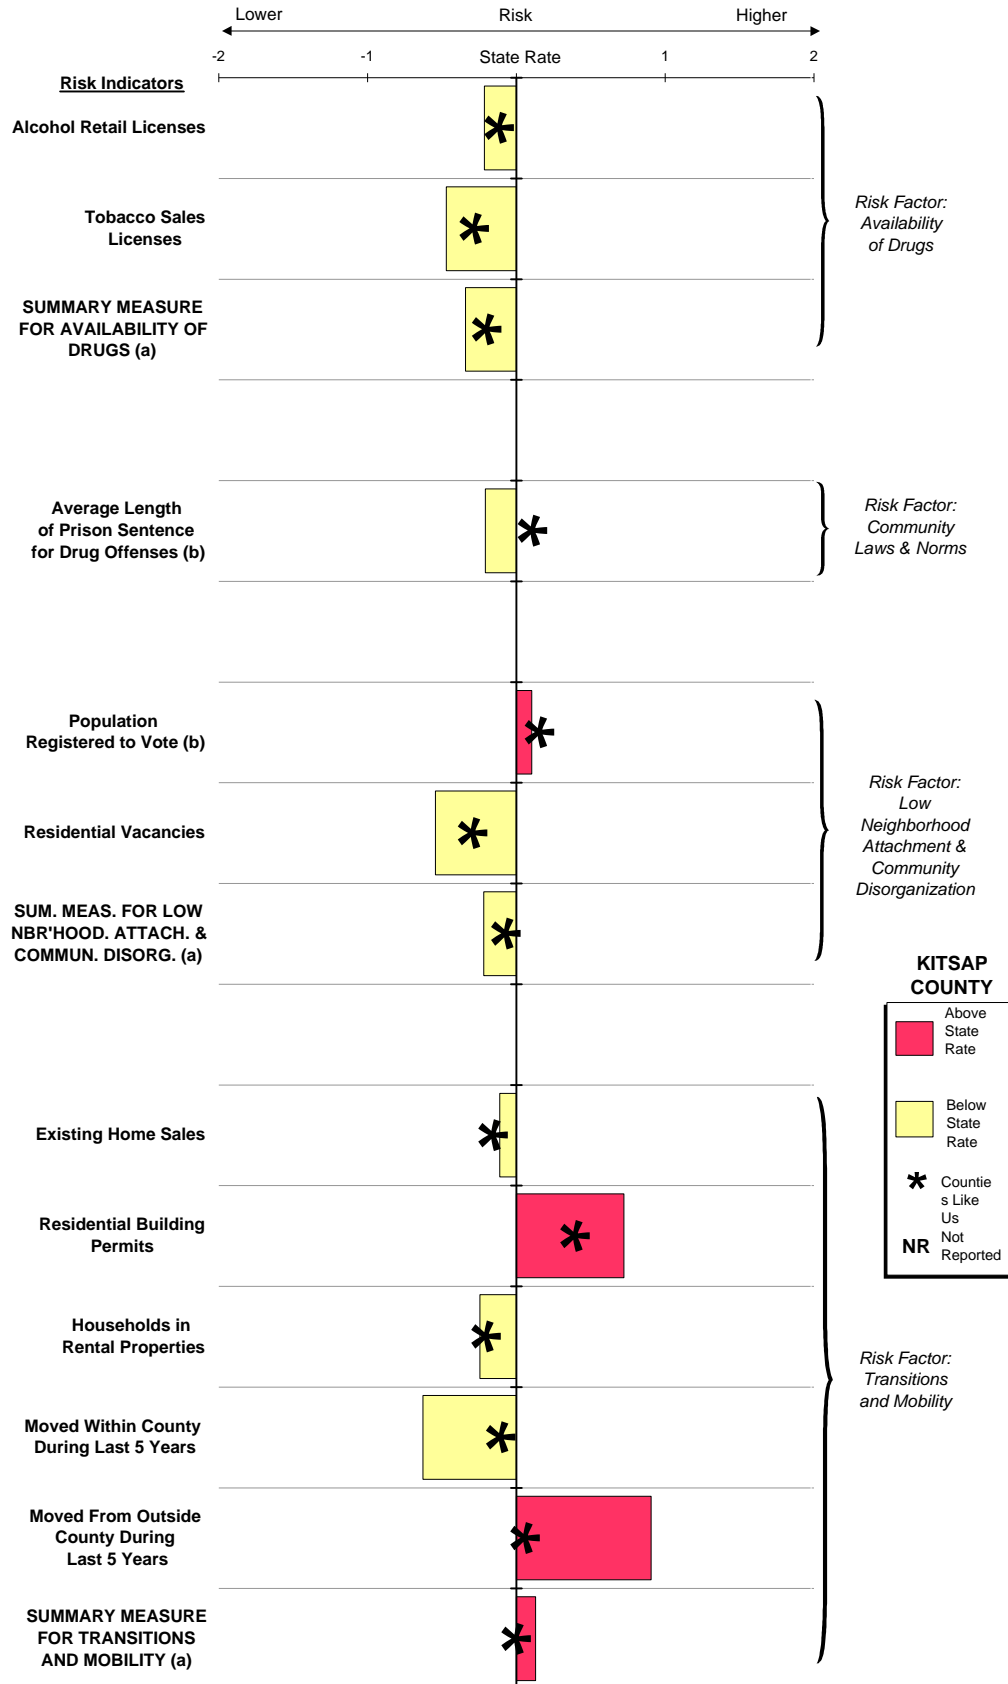 Lower Risk Higher
-2 -1 State Rate 1 2
Risk Indicators
Alcohol Retail Licenses
Tobacco Sales
Licenses
SUMMARY MEASURE
FOR AVAILABILITY OF
DRUGS (a)
Risk Factor:
Availability
of Drugs
Average Length
of Prison Sentence
for Drug Offenses (b)
Risk Factor:
Community
Laws & Norms
Population
Registered to Vote (b)
Residential Vacancies
SUM. MEAS. FOR LOW
NBR'HOOD. ATTACH. &
COMMUN. DISORG. (a)
Risk Factor:
Low
Neighborhood
Attachment &
Community
Disorganization
KITSAP
COUNTY
Above
State
Rate
Below
State
Rate
* Countie
s Like
Us
NR Not
Reported
Existing Home Sales
Residential Building
Permits
Households in
Rental Properties
Moved Within County
During Last 5 Years
Moved From Outside
County During
Last 5 Years
SUMMARY MEASURE
FOR TRANSITIONS
AND MOBILITY (a)
Risk Factor:
Transitions
and Mobility